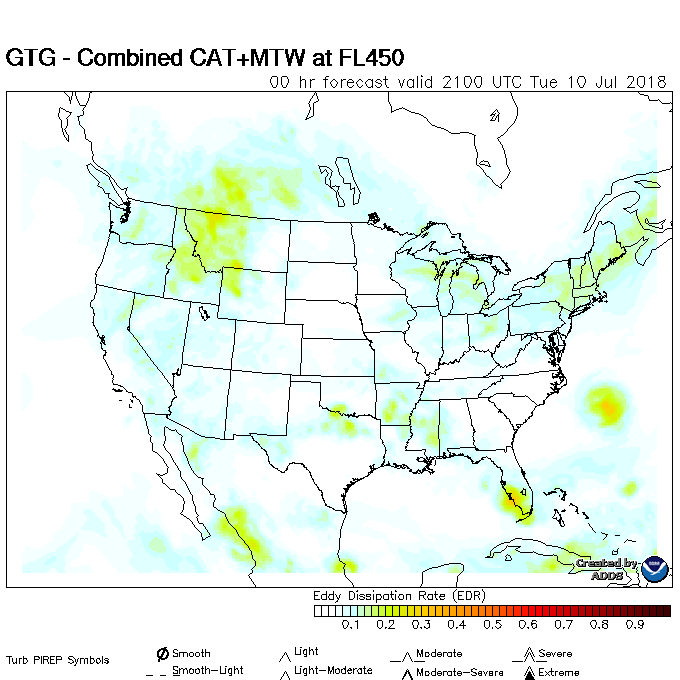 GTG - Combined CAT+MTW at FL450
00 hr forecast valid 2100 UTC Tue 10 Jul 2018
Created by
ADDS
Eddy Dissipation Rate (EDR)
0.1 0.2 0.3 0.4 0.5 0.6 0.7 0.8 0.9
Turb PIREP Symbols
Smooth Light Moderate Severe
Smooth-Light Light-Moderate Moderate-Severe Extreme